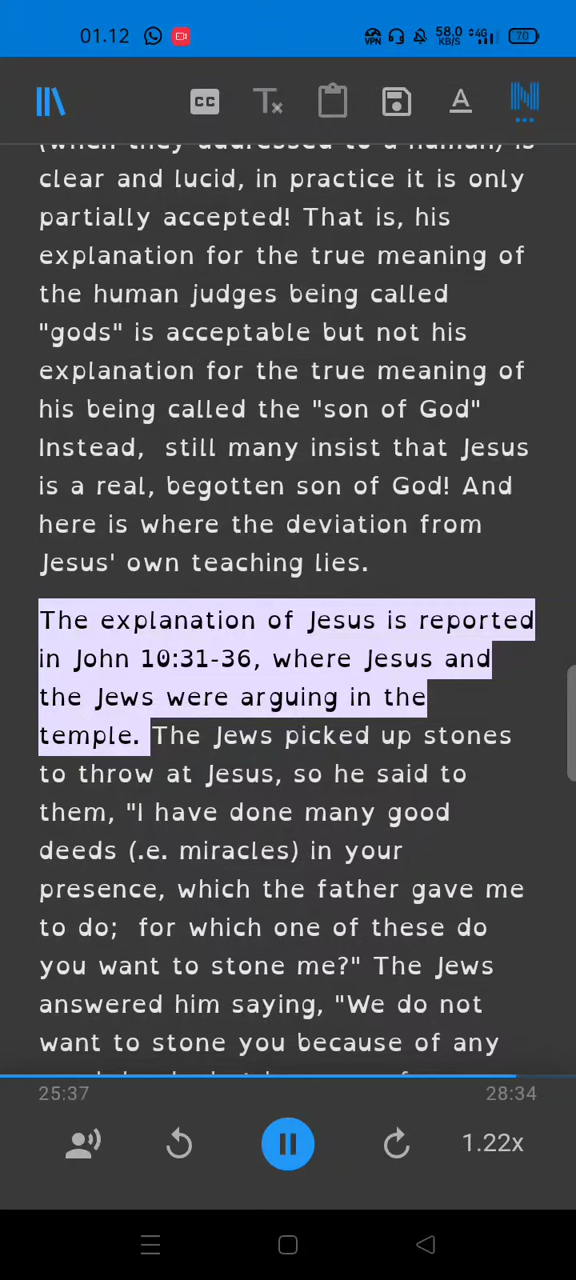 01.12
VPN 58.0 KB/S 4G 70
CC T A N
(when they addressed to a human) is
clear and lucid, in practice it is only
partially accepted! That is, his
explanation for the true meaning of
the human judges being called
"gods" is acceptable but not his
explanation for the true meaning of
his being called the "son of God"
Instead, still many insist that Jesus
is a real, begotten son of God! And
here is where the deviation from
Jesus' own teaching lies.
The explanation of Jesus is reported
in John 10:31-36, where Jesus and
the Jews were arguing in the
temple. The Jews picked up stones
to throw at Jesus, so he said to
them, "I have done many good
deeds (.e. miracles) in your
presence, which the father gave me
to do; for which one of these do
you want to stone me?" The Jews
answered him saying, "We do not
want to stone you because of any
25:37 28:34
1.22x